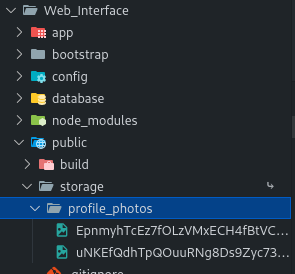 Web_Interface
app
bootstrap
config
database
node_modules
public
build
storage
profile_photos
EpnmyhTcEz7fOLzVMxECH4fBtVC...
uNKEfQdhTpQOuuRNg8Ds9Zyc73...
.gitignore